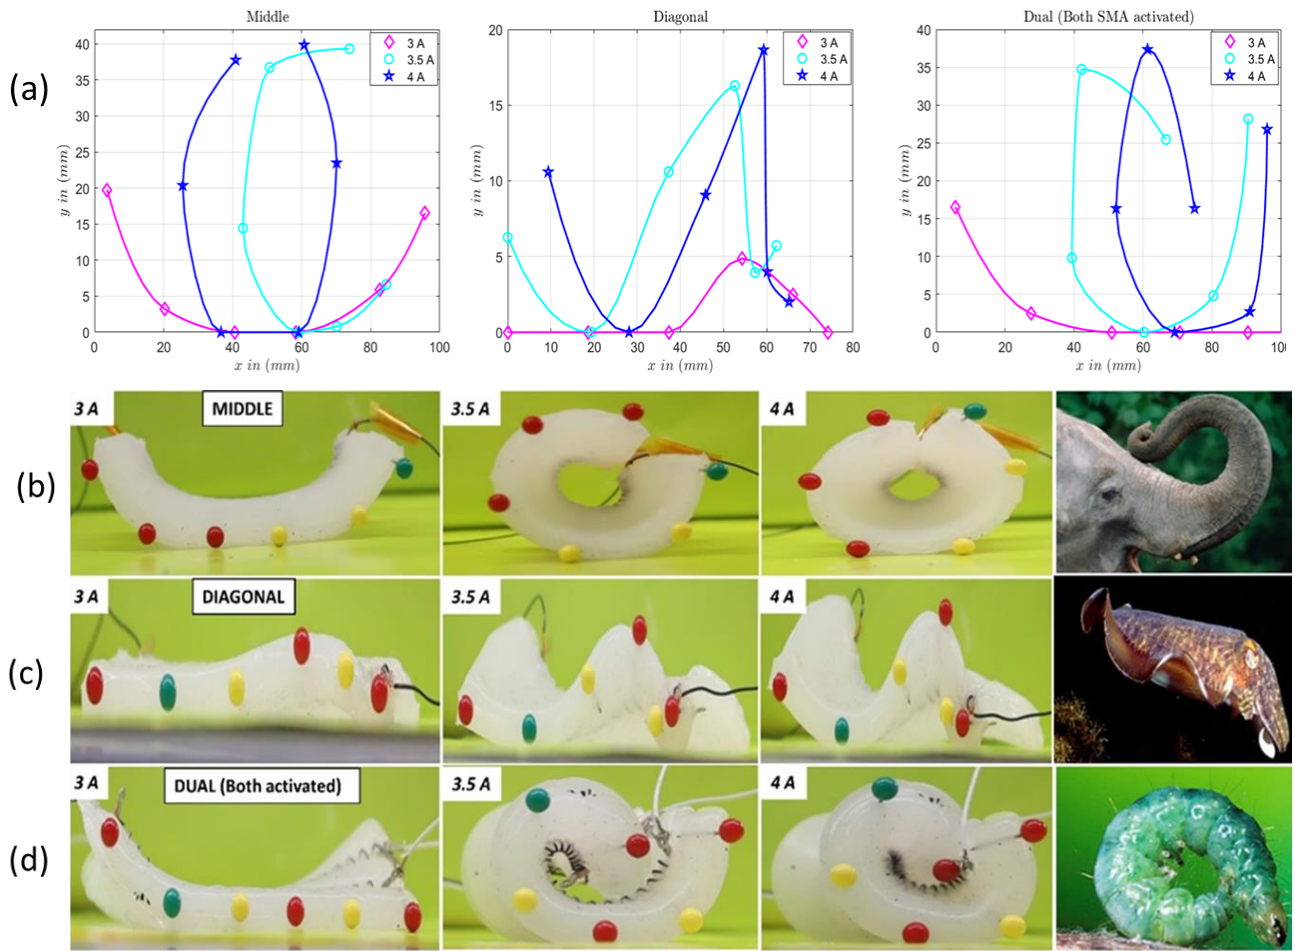 (a)
Middle
3 A
3.5 A
4 A
40
35
30
25
20
15
10
5
0
y in (mm)
0 20 40 60 80 100
x in (mm)
Diagonal
3 A
3.5 A
4 A
20
15
10
5
0
y in (mm)
0 10 20 30 40 50 60 70 80
x in (mm)
Dual (Both SMA activated)
3 A
3.5 A
4 A
40
35
30
25
20
15
10
5
0
y in (mm)
0 20 40 60 80 10
x in (mm)
(b)
3 A MIDDLE 3.5 A 4 A
(c)
3 A DIAGONAL 3.5 A 4 A
(d)
3 A DUAL (Both activated) 3.5 A 4 A